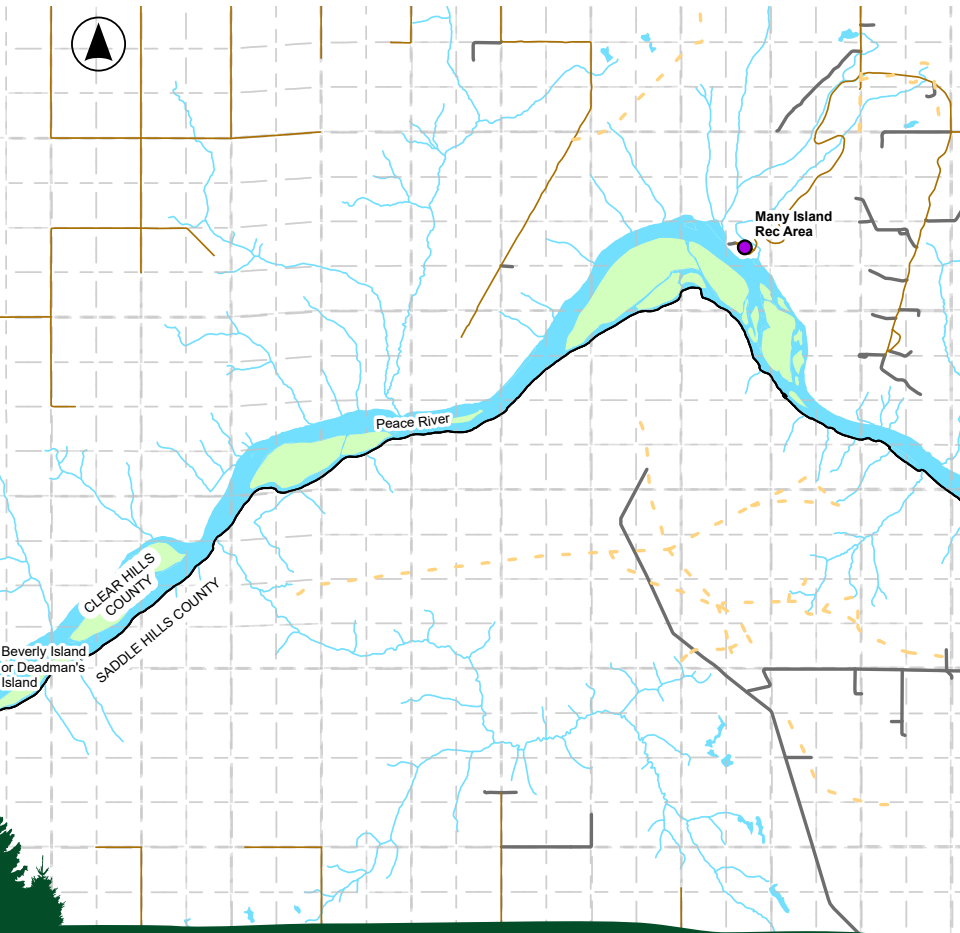 Many Island
Rec Area
Peace River
CLEAR HILLS
COUNTY
SADDLE HILLS COUNTY
Beverly Island
or Deadman's
Island